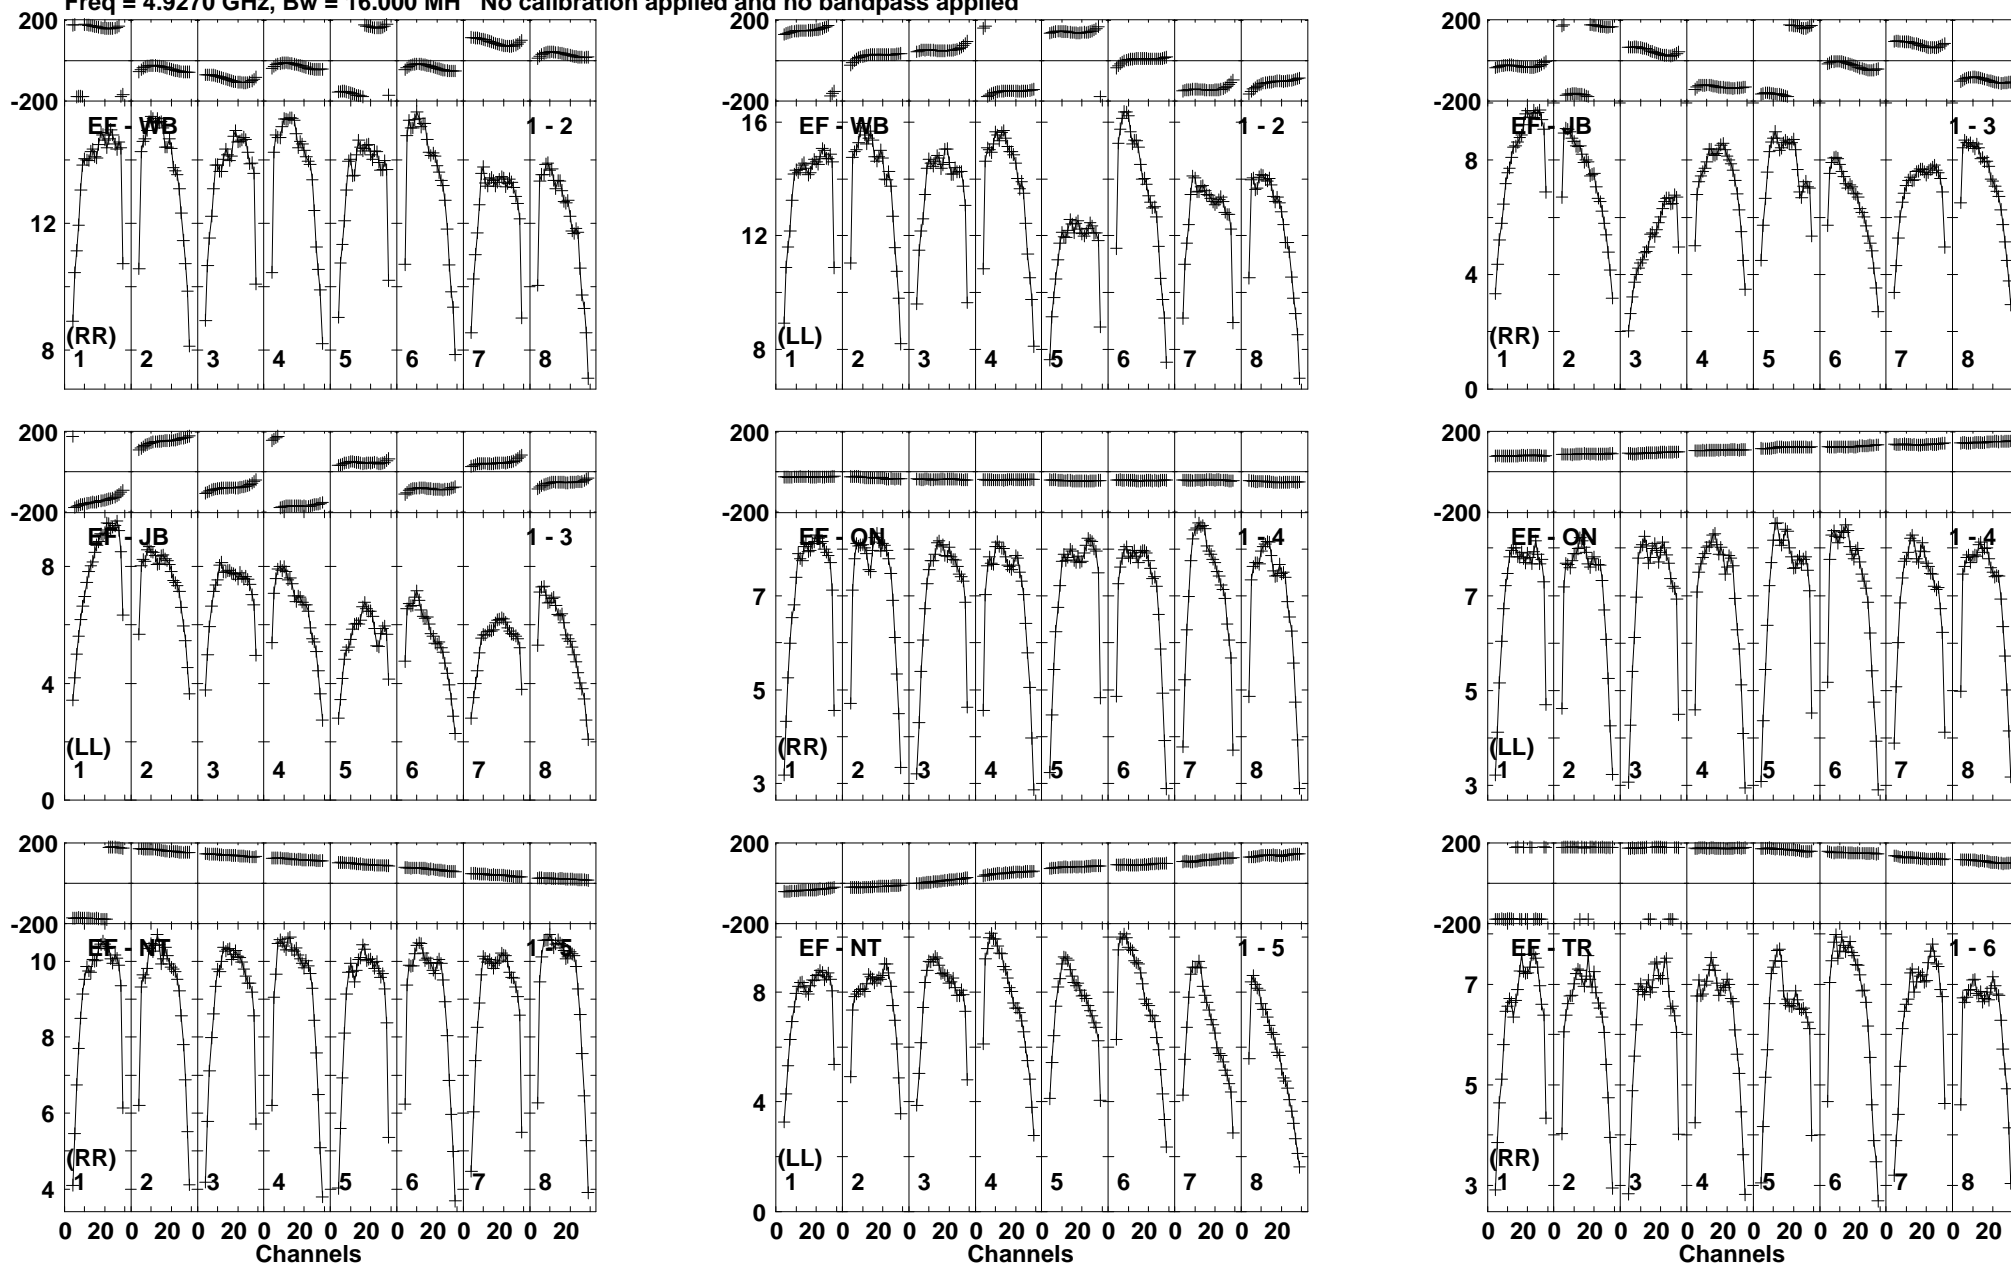 Freq = 4.9270 GHz, Bw = 16.000 MH   No calibration applied and no bandpass applied
200 200 200
-200 -200 -200
EF - WB 1 - 2 EF - WB 1 - 2 EF - JB 1 - 3
16
12 12 8
8 8 4
0
(RR) (LL) (RR)
1 2 3 4 5 6 7 8 1 2 3 4 5 6 7 8 1 2 3 4 5 6 7 8
200 200 200
-200 -200 -200
EF - JB 1 - 3 EF - ON 1 - 4 EF - ON 1 - 4
8 7 7
4 5 5
0 3 3
(LL) (RR) (LL)
1 2 3 4 5 6 7 8 1 2 3 4 5 6 7 8 1 2 3 4 5 6 7 8
200 200 200
-200 -200 -200
EF - NT 1 - 5 EF - NT 1 - 5 EF - TR 1 - 6
10 8 7
8 4 5
6 0 3
4
(RR) (LL) (RR)
1 2 3 4 5 6 7 8 1 2 3 4 5 6 7 8 1 2 3 4 5 6 7 8
0 20 0 20 0 20 0 20 0 20 0 20 0 20 0 20 0 20 0 20 0 20 0 20 0 20 0 20 0 20 0 20 0 20 0 20 0 20 0 20 0 20 0 20 0 20 0 20
Channels Channels Channels